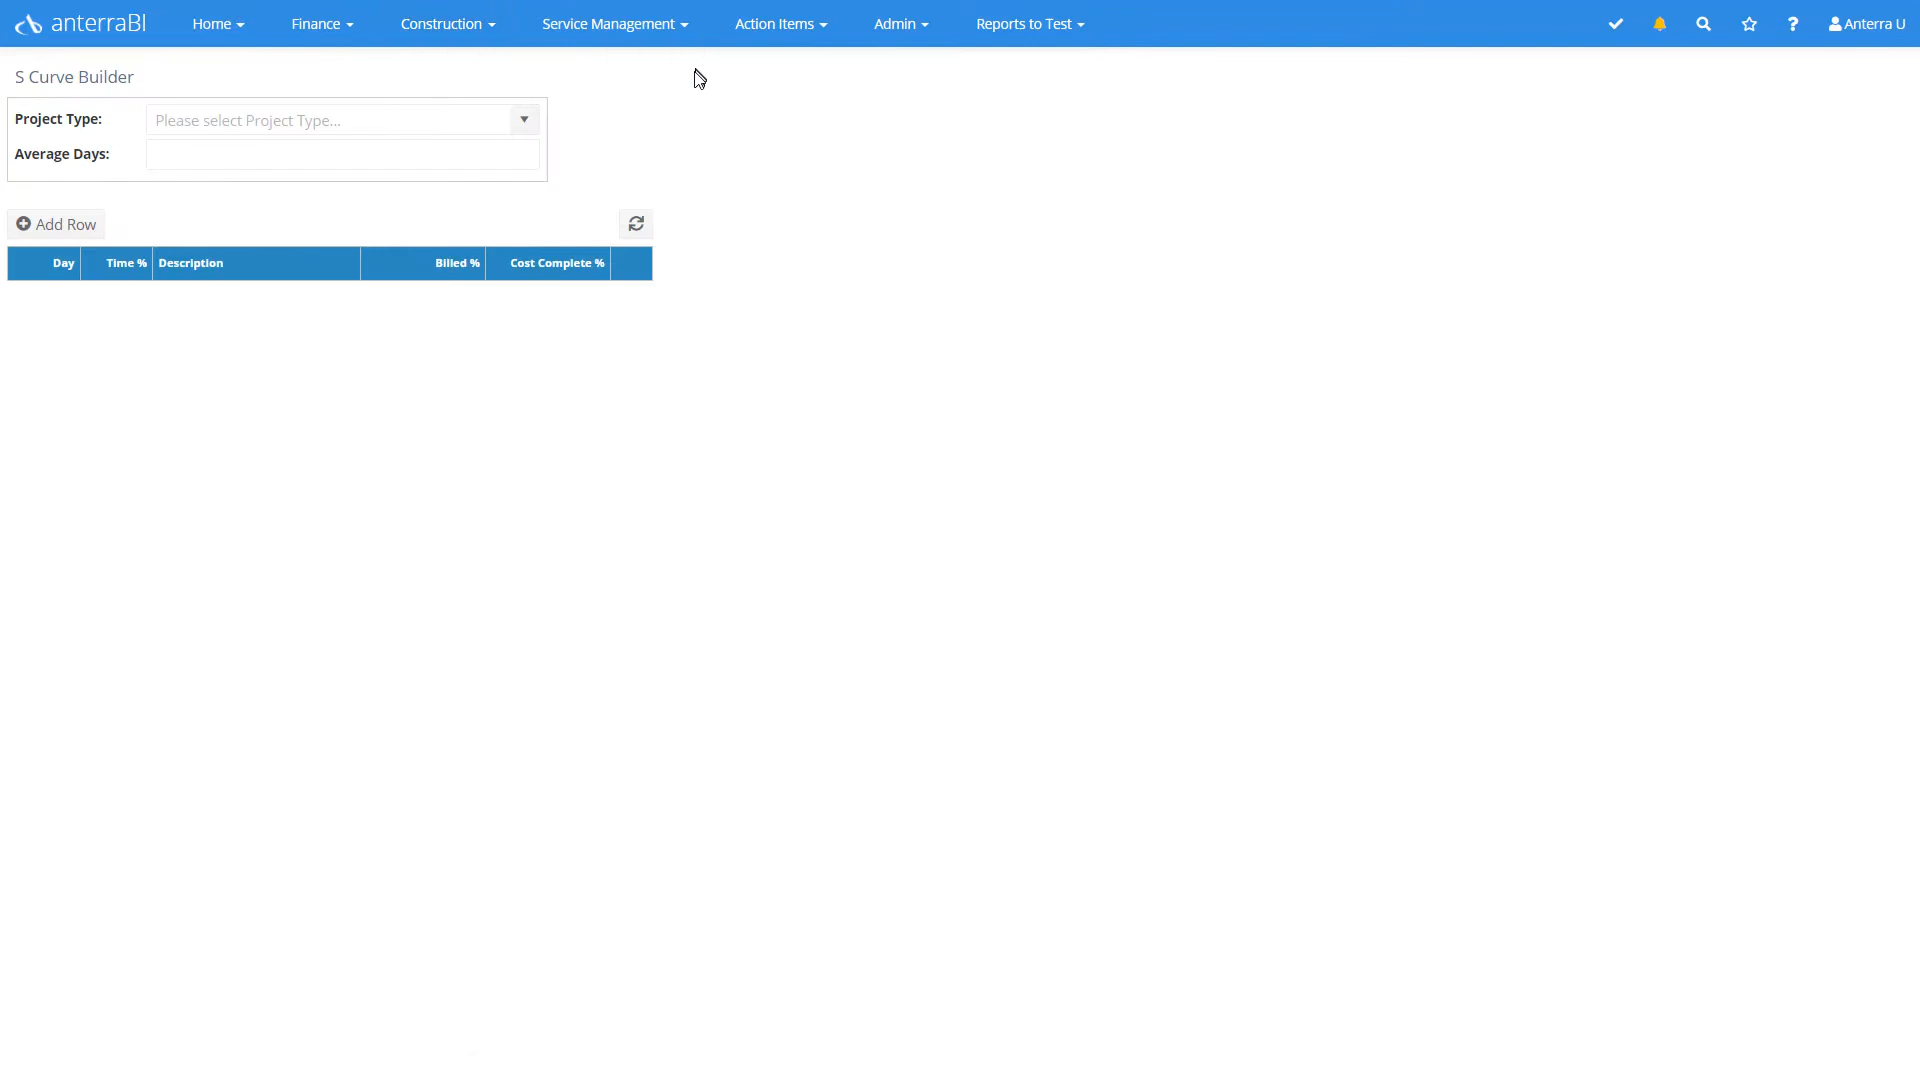 anterraBI Home Finance Construction Service Management Action Items Admin Reports to Test ? Anterra U
S Curve Builder
Project Type: Please select Project Type...
Average Days:
Add Row
Day Time % Description Billed % Cost Complete %